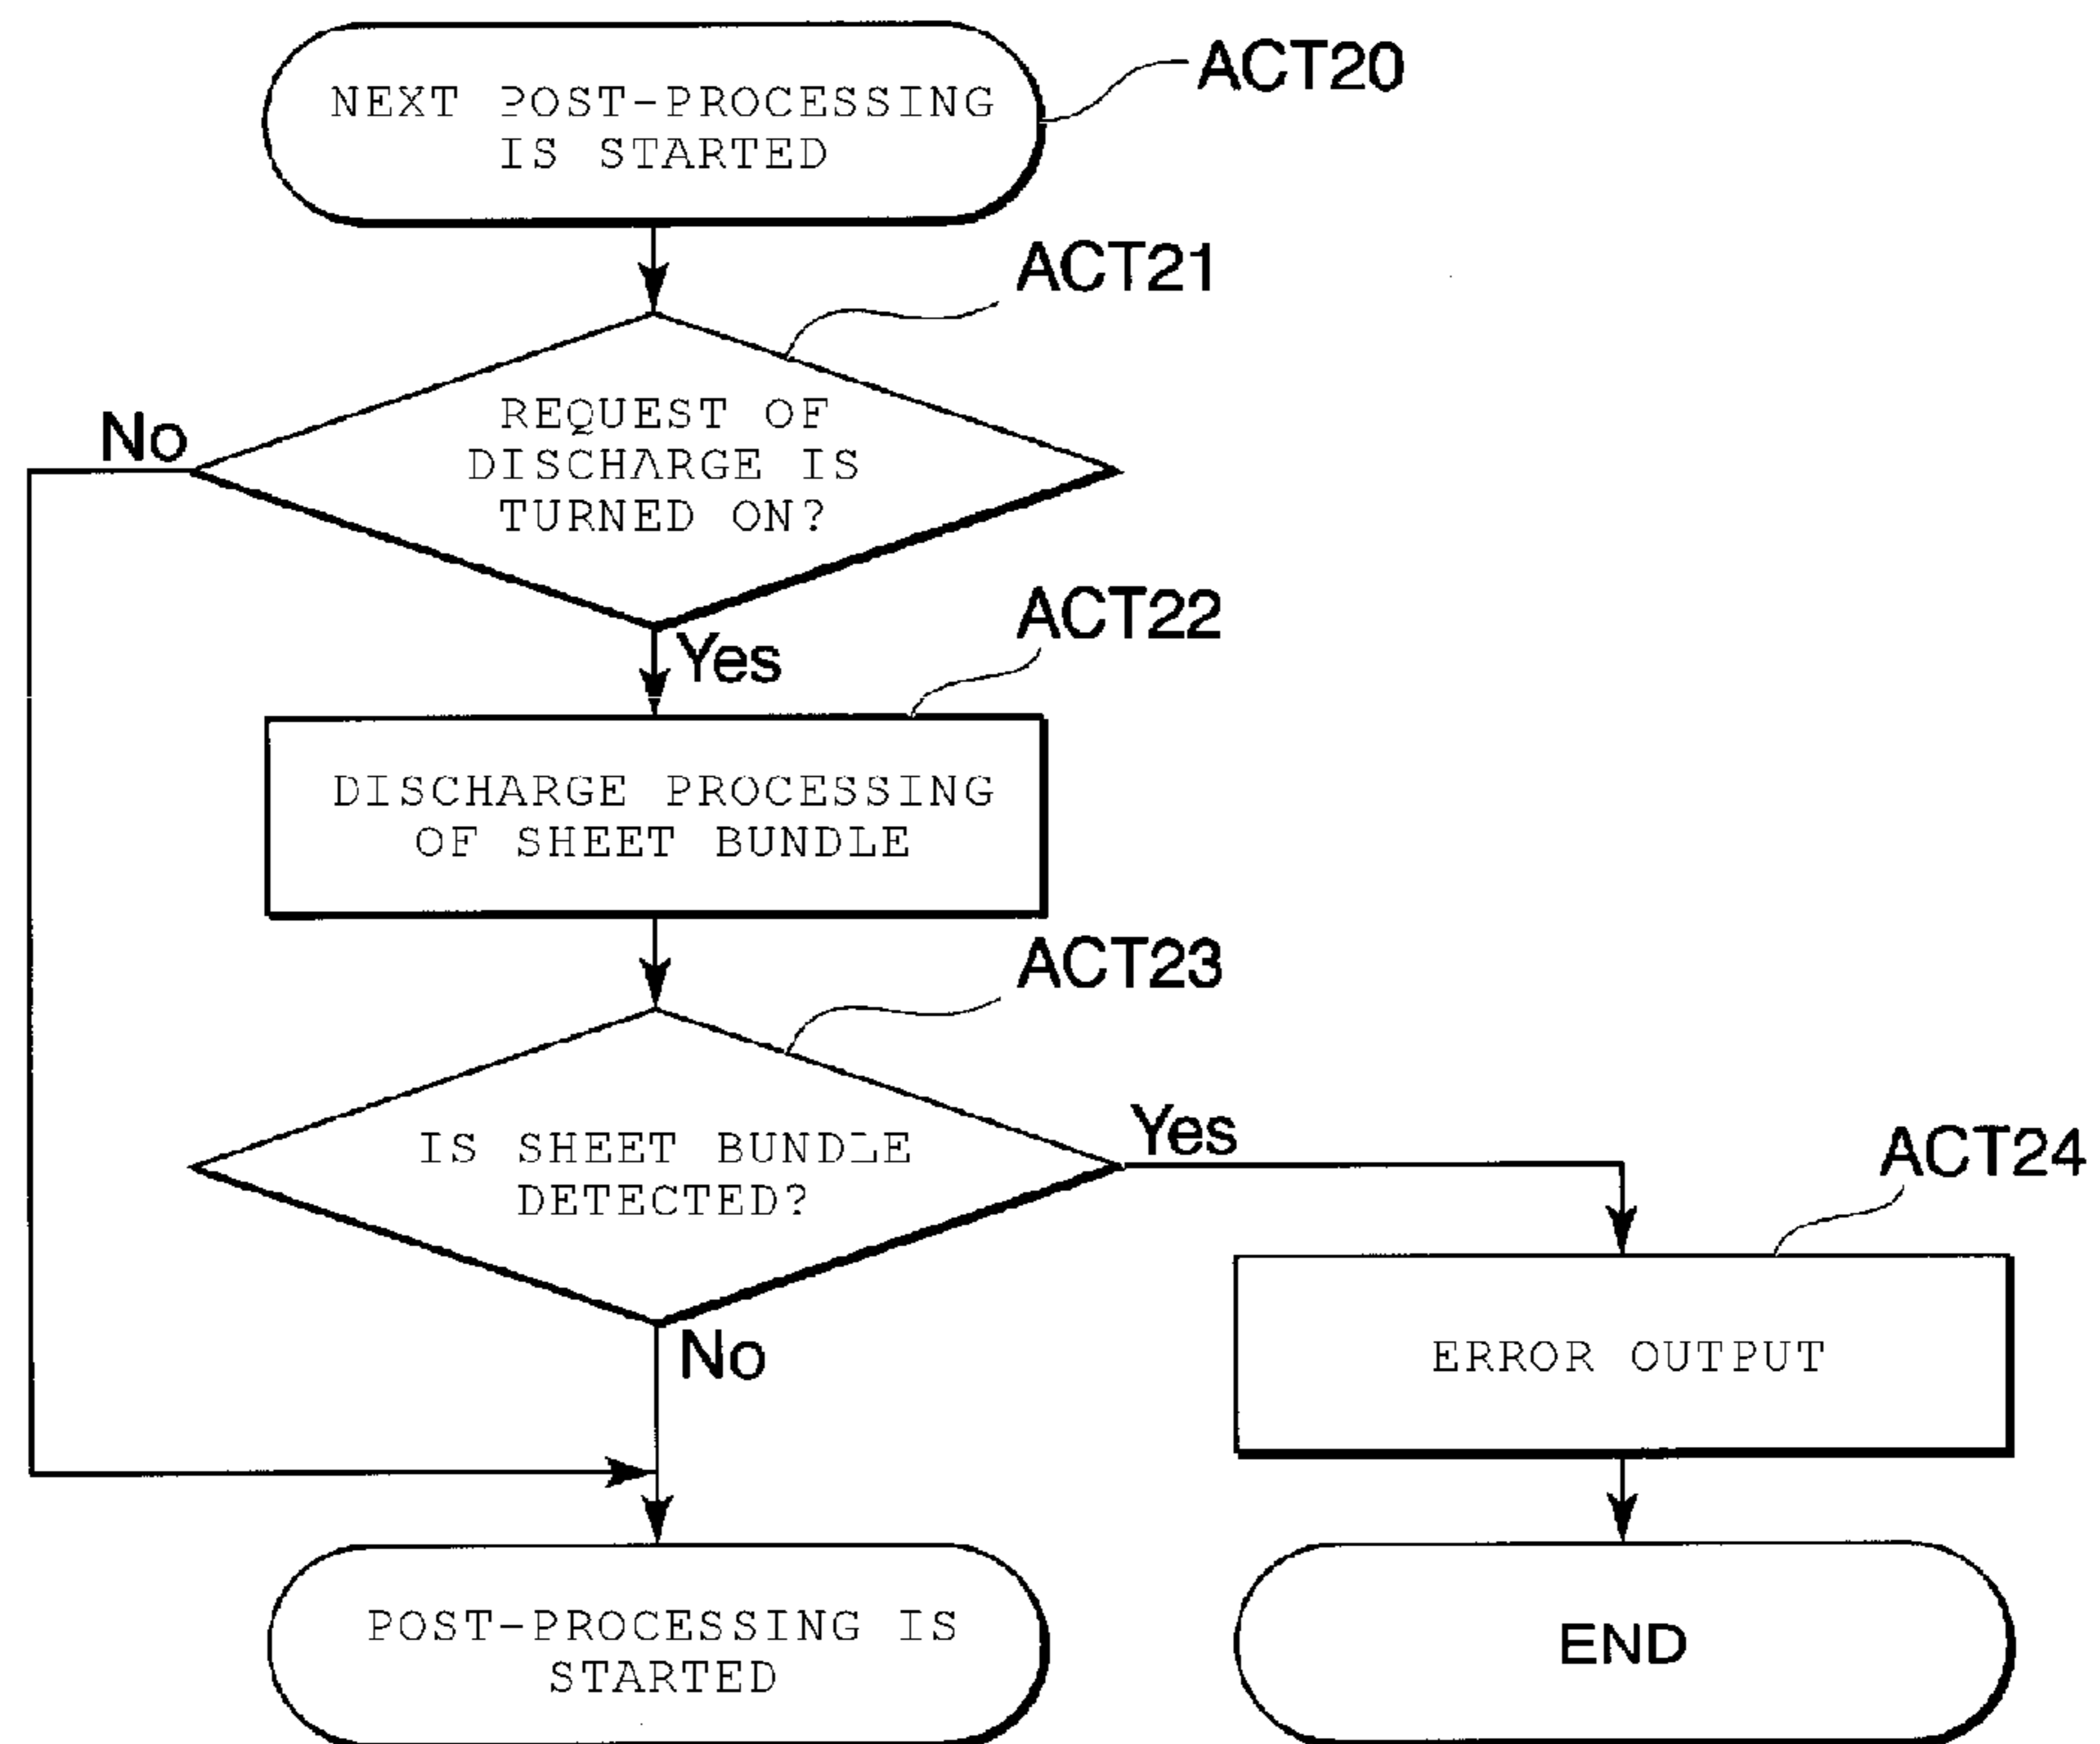 NEXT POST-PROCESSING
IS STARTED
ACT20
ACT21
REQUEST OF
DISCHARGE IS
TURNED ON?
No
Yes
ACT22
DISCHARGE PROCESSING
OF SHEET BUNDLE
ACT23
IS SHEET BUNDLE
DETECTED?
Yes
No
ACT24
ERROR OUTPUT
POST-PROCESSING IS
STARTED
END